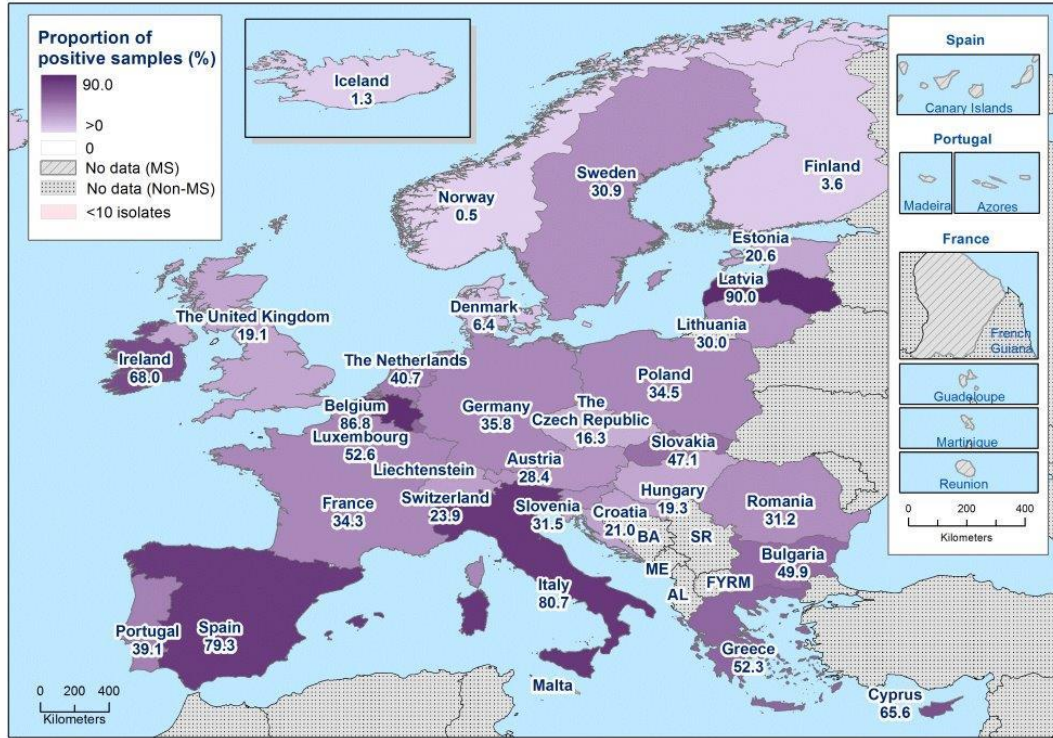 Proportion of
positive samples (%)
90.0
>0
0
No data (MS)
No data (Non-MS)
<10 isolates
Iceland
1.3
Norway
0.5
Sweden
30.9
Finland
3.6
Estonia
20.6
Latvia
90.0
Lithuania
30.0
Denmark
6.4
The United Kingdom
19.1
Ireland
68.0
The Netherlands
40.7
Belgium
86.8
Luxembourg
52.6
Germany
35.8
Poland
34.5
The
Czech Republic
16.3
Slovakia
47.1
Austria
28.4
Liechtenstein
Switzerland
23.9
France
34.3
Slovenia
31.5
Croatia
21.0
Hungary
19.3
Romania
31.2
BA
SR
ME
AL
FYRM
Bulgaria
49.9
Italy
80.7
Portugal
39.1
Spain
79.3
Greece
52.3
Malta
Cyprus
65.6
0 200 400
Kilometers
Spain
Canary Islands
Portugal
Madeira
Azores
France
French
Guiana
Guadeloupe
Martinique
Reunion
0 200 400
Kilometers